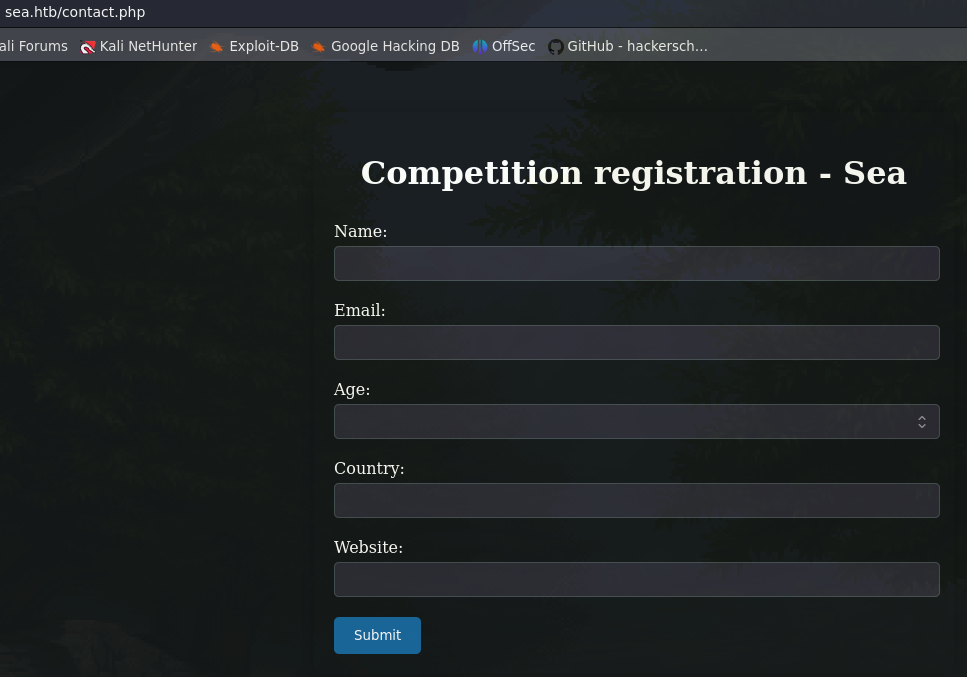 sea.htb/contact.php
ali Forums Kali NetHunter Exploit-DB Google Hacking DB OffSec GitHub - hackersch…
Competition registration - Sea
Name:
Email:
Age:
Country:
Website:
Submit